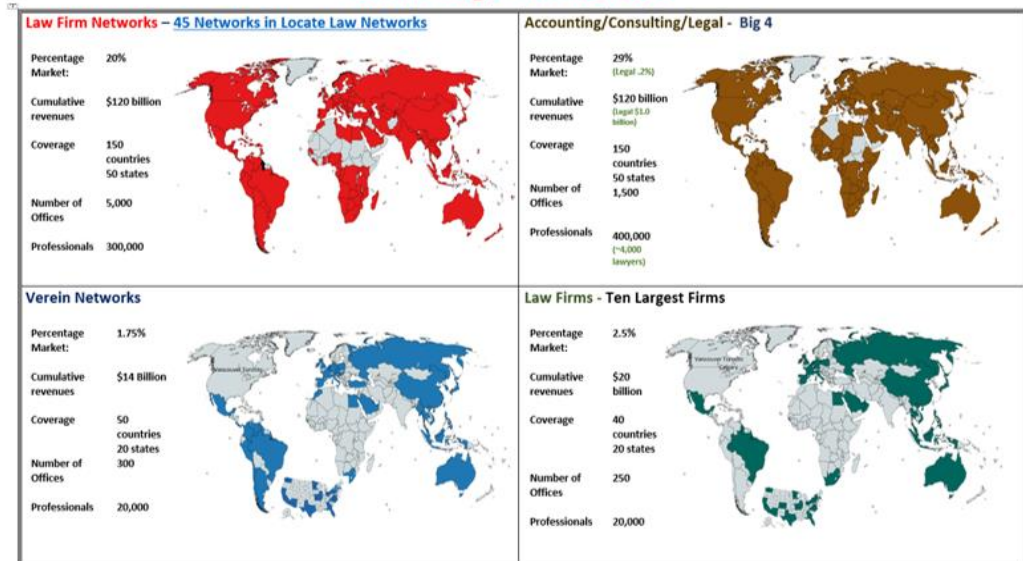 Law Firm Networks – 45 Networks in Locate Law Networks
Percentage 20%
Market:
Cumulative $120 billion
revenues
Coverage 150
countries
50 states
Number of 5,000
Offices
Professionals 300,000
Accounting/Consulting/Legal - Big 4
Percentage 29%
Market: (Legal .2%)
Cumulative $120 billion
revenues (Legal $1.0
billion)
Coverage 150
countries
50 states
Number of 1,500
Offices
Professionals 400,000
(~4,000
lawyers)
Verein Networks
Percentage 1.75%
Market:
Cumulative $14 Billion
revenues
Coverage 50
countries
20 states
Number of 300
Offices
Professionals 20,000
Vancouver Toronto
Law Firms - Ten Largest Firms
Percentage 2.5%
Market:
Cumulative $20
revenues billion
Coverage 40
countries
20 states
Number of 250
Offices
Professionals 20,000
Vancouver Toronto
Calgary